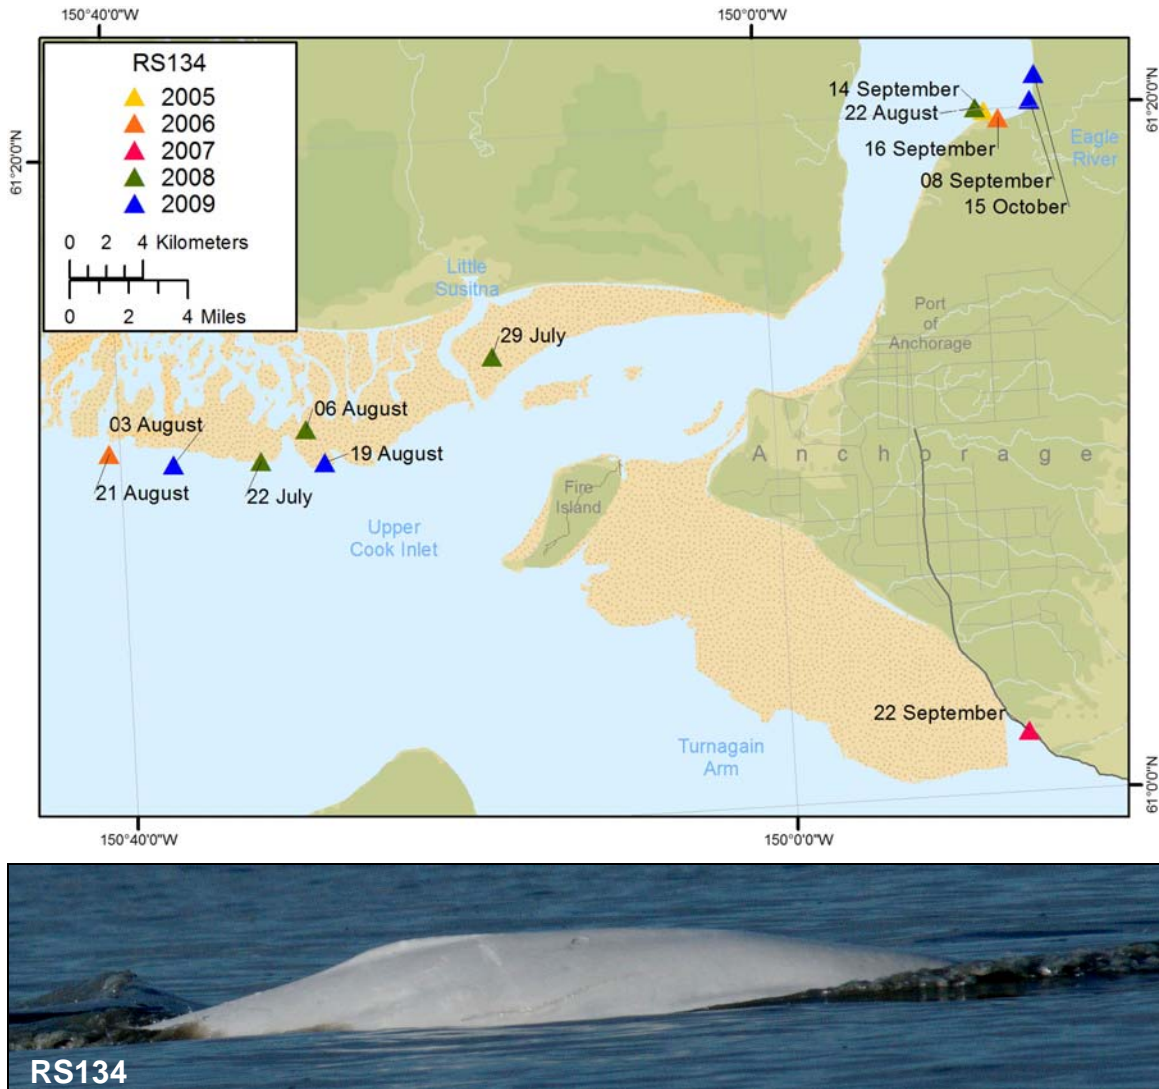 150°40'0"W
150°0'0"W
RS134
2005
2006
2007
2008
2009
0 2 4 Kilometers
0 2 4 Miles
61°20'0"N
61°20'0"N
14 September
22 August
16 September
Eagle
River
08 September
15 October
Little
Susitna
29 July
Port
of
Anchorage
06 August
03 August
19 August
21 August
22 July
Anchorage
Fire
Island
Upper
Cook Inlet
22 September
Turnagain
Arm
61°0'0"N
150°40'0"W
150°0'0"W
RS134